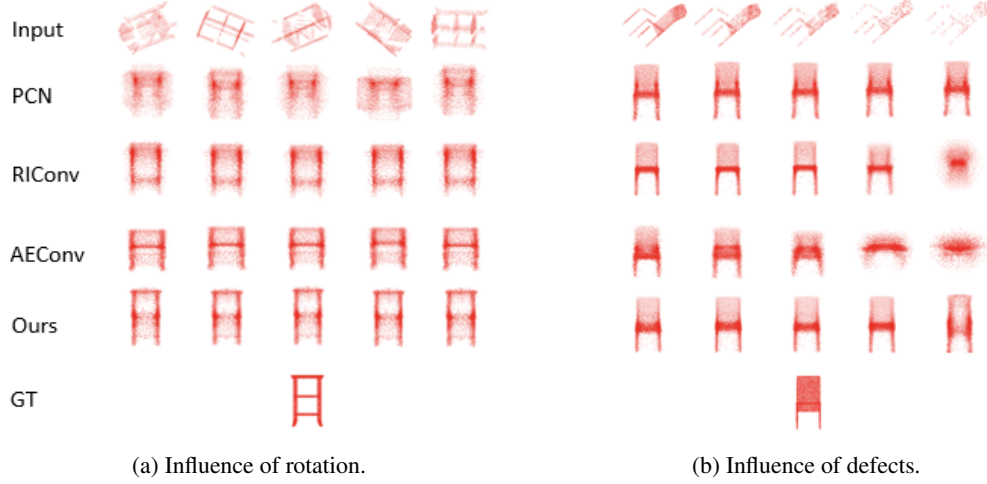 Input
PCN
RIConv
AEConv
Ours
GT
(a) Influence of rotation.
(b) Influence of defects.